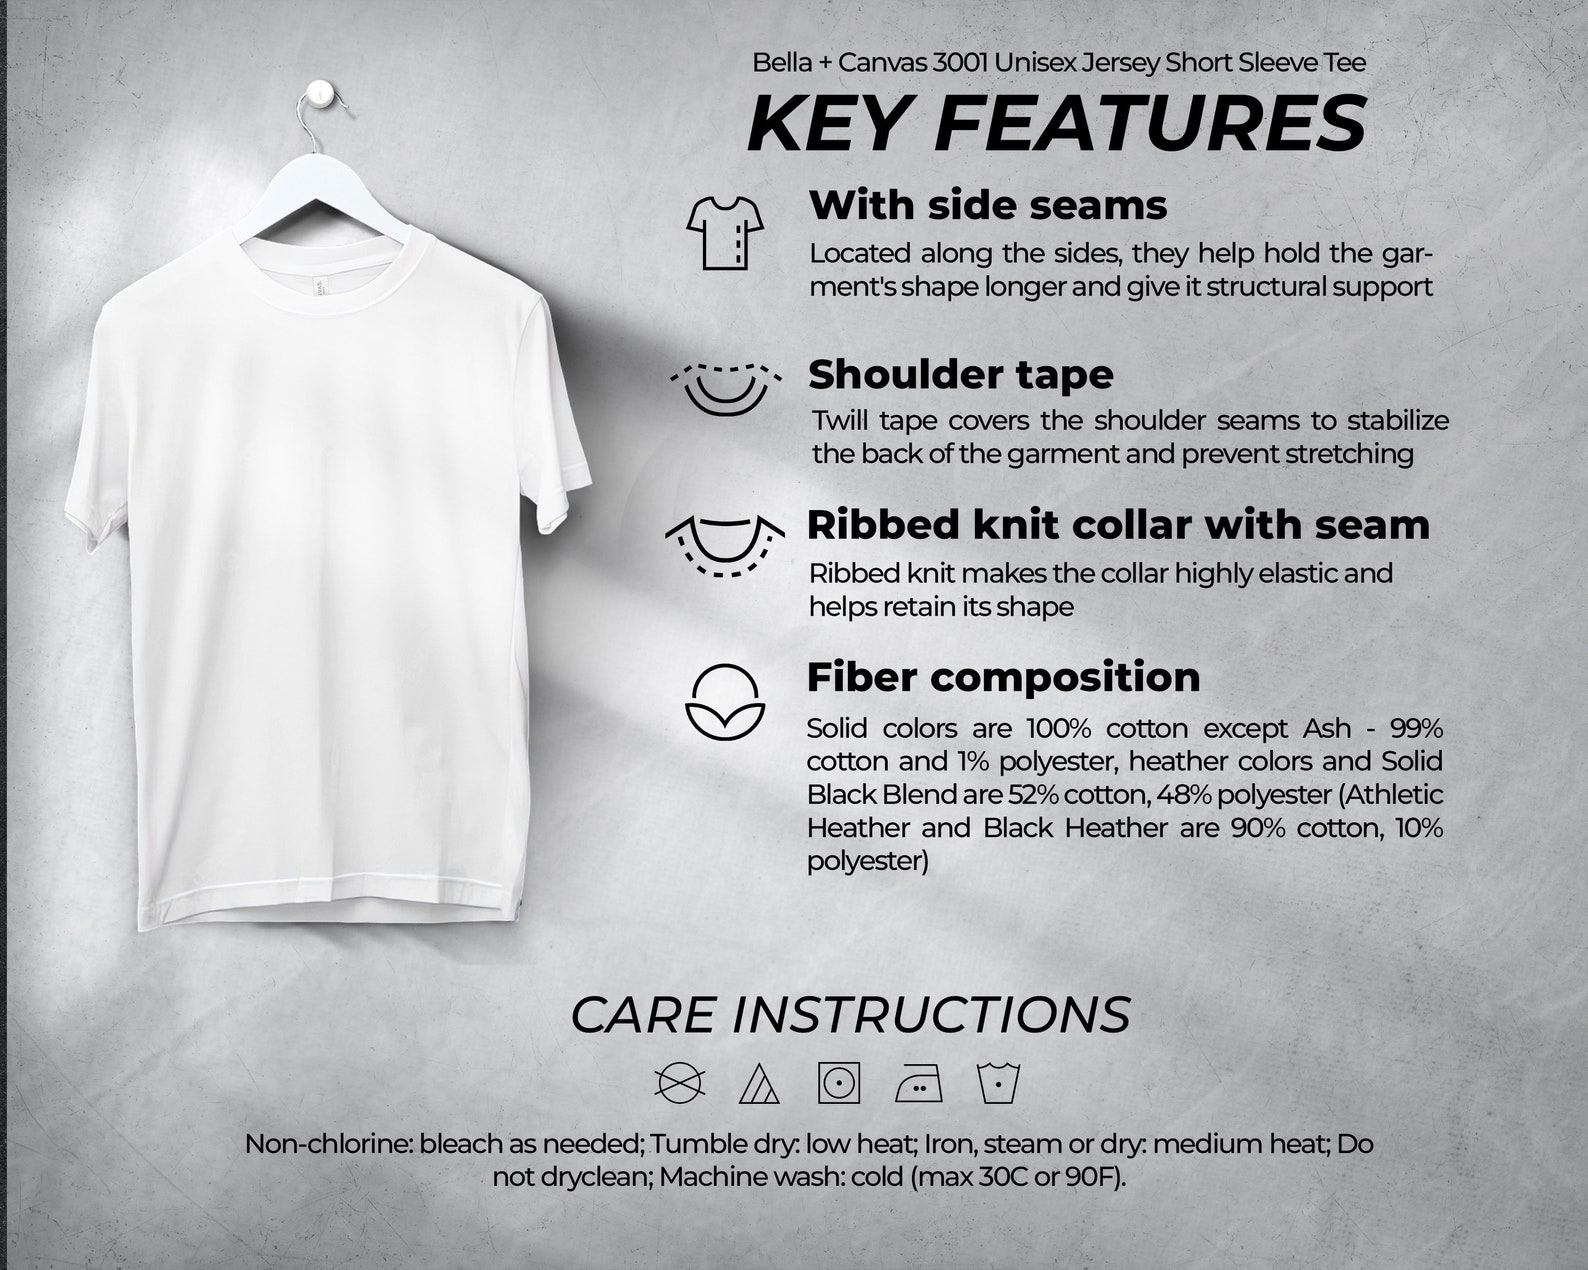 Bella + Canvas 3001 Unisex Jersey Short Sleeve Tee
KEY FEATURES
With side seams
Located along the sides, they help hold the gar-
ment's shape longer and give it structural support
Shoulder tape
Twill tape covers the shoulder seams to stabilize
the back of the garment and prevent stretching
Ribbed knit collar with seam
Ribbed knit makes the collar highly elastic and
helps retain its shape
Fiber composition
Solid colors are 100% cotton except Ash - 99%
cotton and 1% polyester, heather colors and Solid
Black Blend are 52% cotton, 48% polyester (Athletic
Heather and Black Heather are 90% cotton, 10%
polyester)
CARE INSTRUCTIONS
Non-chlorine: bleach as needed; Tumble dry: low heat; Iron, steam or dry: medium heat; Do
not dryclean; Machine wash: cold (max 30C or 90F).